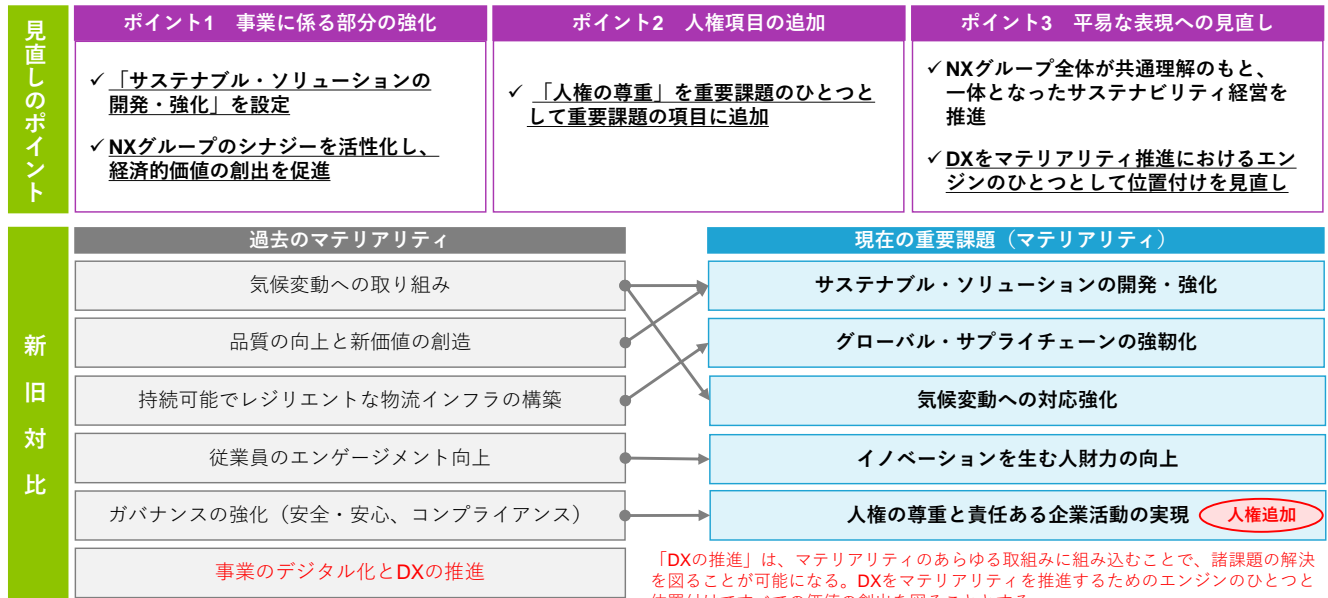 見直しのポイント
ポイント1 事業に係る部分の強化
✓「サステナブル・ソリューションの
開発・強化」を設定
✓NXグループのシナジーを活性化し、
経済的価値の創出を促進
ポイント2 人権項目の追加
✓「人権の尊重」を重要課題のひとつと
して重要課題の項目に追加
ポイント3 平易な表現への見直し
✓NXグループ全体が共通理解のもと、
一体となったサステナビリティ経営を
推進
✓DXをマテリアリティ推進におけるエン
ジンのひとつとして位置付けを見直し
新旧対比
過去のマテリアリティ
気候変動への取り組み
品質の向上と新価値の創造
持続可能でレジリエントな物流インフラの構築
従業員のエンゲージメント向上
ガバナンスの強化（安全・安心、コンプライアンス）
事業のデジタル化とDXの推進
現在の重要課題（マテリアリティ）
サステナブル・ソリューションの開発・強化
グローバル・サプライチェーンの強靭化
気候変動への対応強化
イノベーションを生む人財力の向上
人権の尊重と責任ある企業活動の実現
人権追加
「DXの推進」は、マテリアリティのあらゆる取組みに組み込むことで、諸課題の解決
を図ることが可能になる。DXをマテリアリティを推進するためのエンジンのひとつと
位置付けてすべての価値の創出を図ることとする